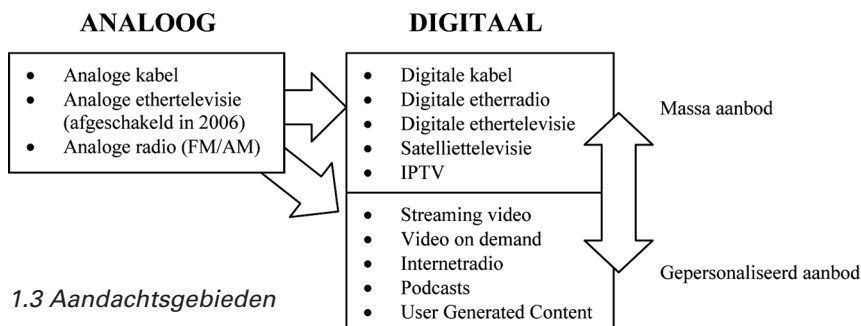 ANALOOG
• Analoge kabel
• Analoge ethertelevisie
(afgeschakeld in 2006)
• Analoge radio (FM/AM)
DIGITAAL
• Digitale kabel
• Digitale etherradio
• Digitale ethertelevisie
• Satelliettelevisie
• IPTV
• Streaming video
• Video on demand
• Internetradio
• Podcasts
• User Generated Content
Massa aanbod
Gepersonaliseerd aanbod
1.3 Aandachtsgebieden